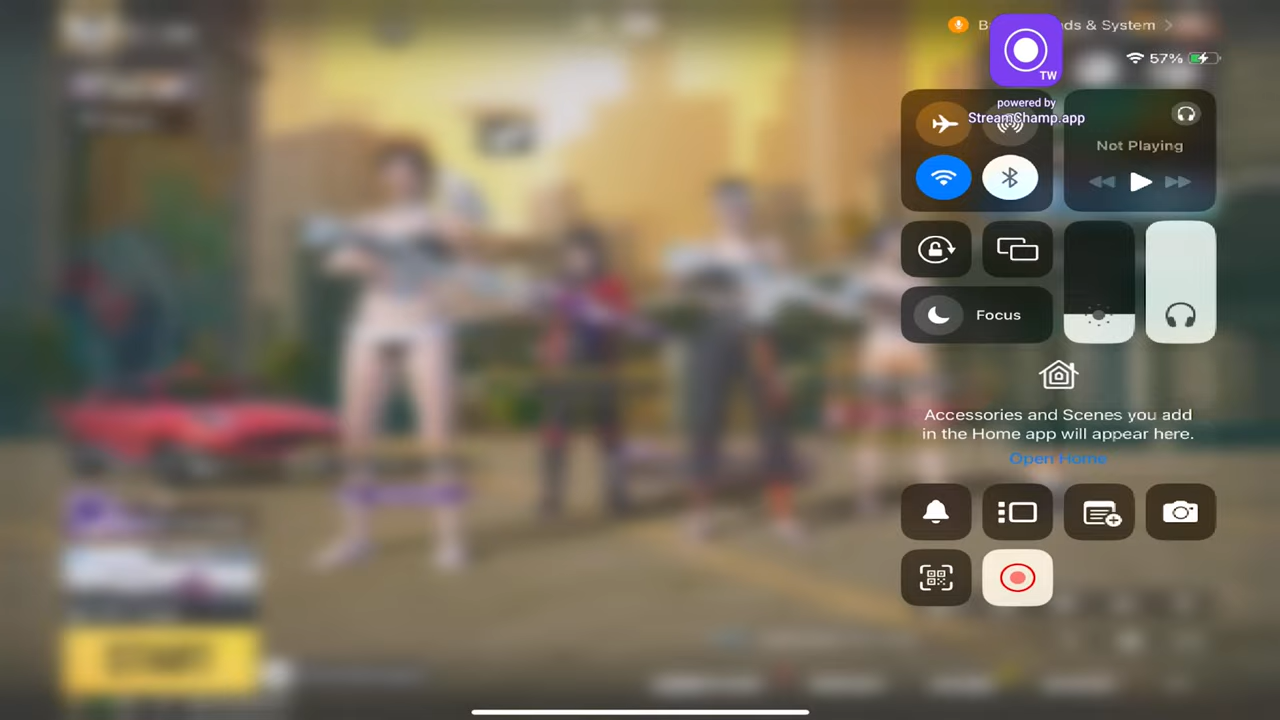 ds & System
TW
57%
powered by
StreamChamp.app
Not Playing
Focus
Accessories and Scenes you add
in the Home app will appear here.
Open Home
START